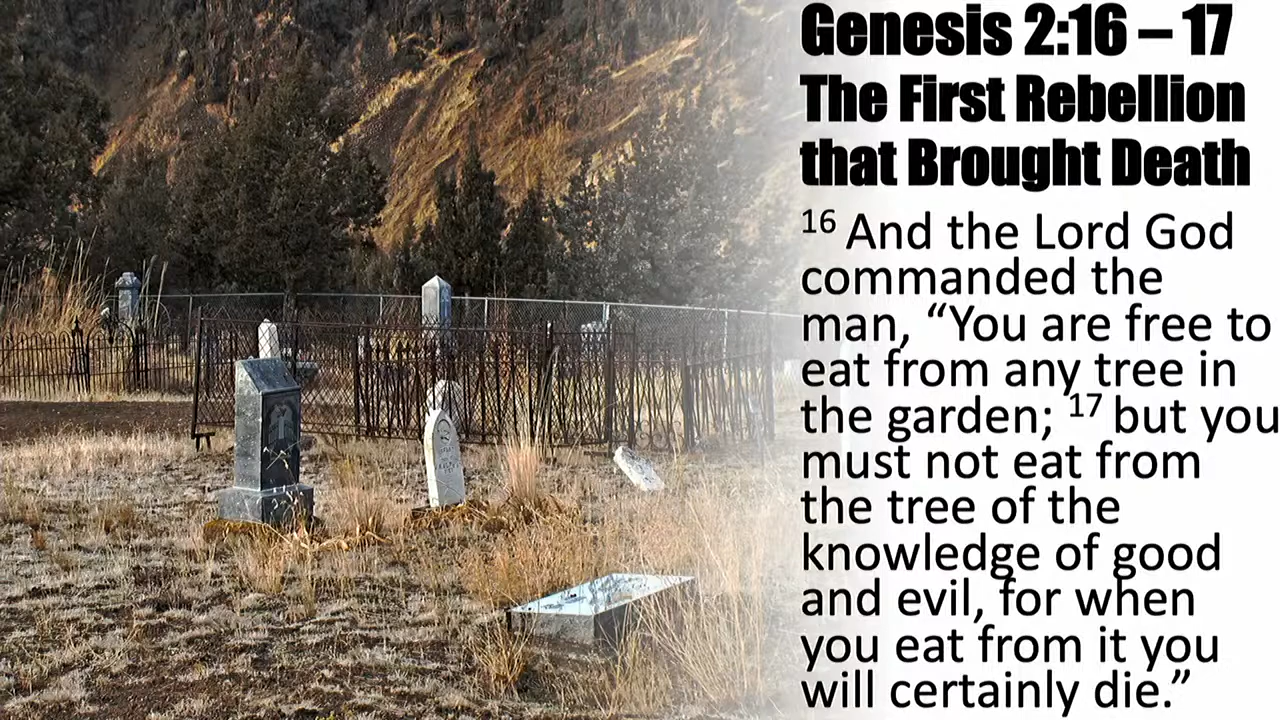 Genesis 2:16 – 17
The First Rebellion
that Brought Death
16 And the Lord God
commanded the
man, “You are free to
eat from any tree in
the garden; 17 but you
must not eat from
the tree of the
knowledge of good
and evil, for when
you eat from it you
will certainly die.”